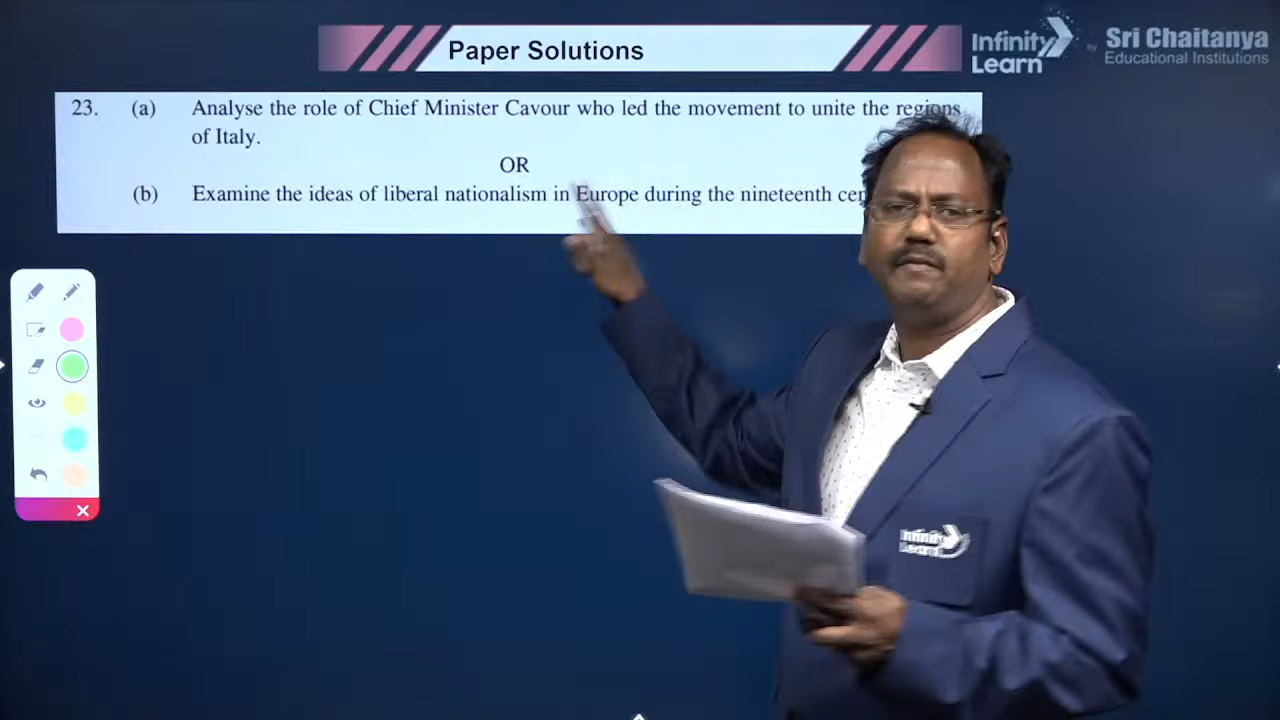 Paper Solutions
Infinity Learn by Sri Chaitanya Educational Institutions
23. (a) Analyse the role of Chief Minister Cavour who led the movement to unite the regions
of Italy.
OR
(b) Examine the ideas of liberal nationalism in Europe during the nineteenth
Infinity
Learn